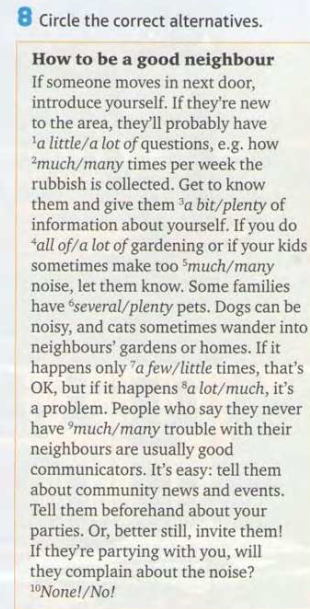 8 Circle the correct alternatives.
How to be a good neighbour
If someone moves in next door,
introduce yourself. If they're new
to the area, they'll probably have
¹a little/a lot of questions, e.g. how
²much/many times per week the
rubbish is collected. Get to know
them and give them ³a bit/plenty of
information about yourself. If you do
⁴all of/a lot of gardening or if your kids
sometimes make too ⁵much/many
noise, let them know. Some families
have ⁶several/plenty pets. Dogs can be
noisy, and cats sometimes wander into
neighbours' gardens or homes. If it
happens only ⁷a few/little times, that's
OK, but if it happens ⁸a lot/much, it's
a problem. People who say they never
have ⁹much/many trouble with their
neighbours are usually good
communicators. It's easy: tell them
about community news and events.
Tell them beforehand about your
parties. Or, better still, invite them!
If they're partying with you, will
they complain about the noise?
¹⁰None!/No!